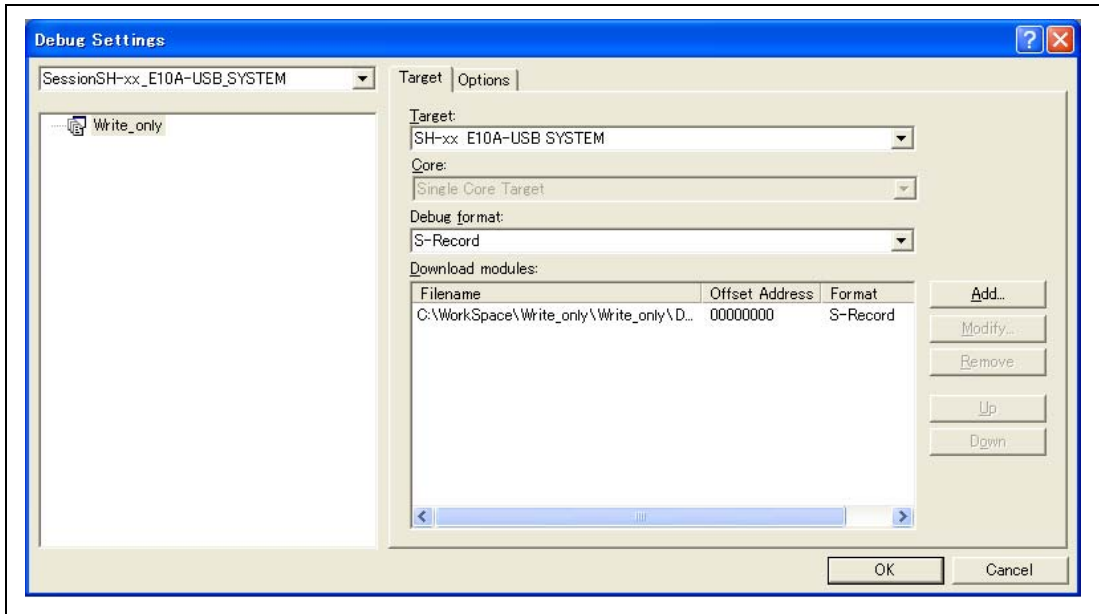 Debug Settings
SessionSH-xx_E10A-USB_SYSTEM
Write_only
Target Options
Target:
SH-xx E10A-USB SYSTEM
Core:
Single Core Target
Debug format:
S-Record
Download modules:
Filename Offset Address Format
C:\WorkSpace\Write_only\Write_only\D... 00000000 S-Record
Add...
Modify...
Remove
Up
Down
OK Cancel